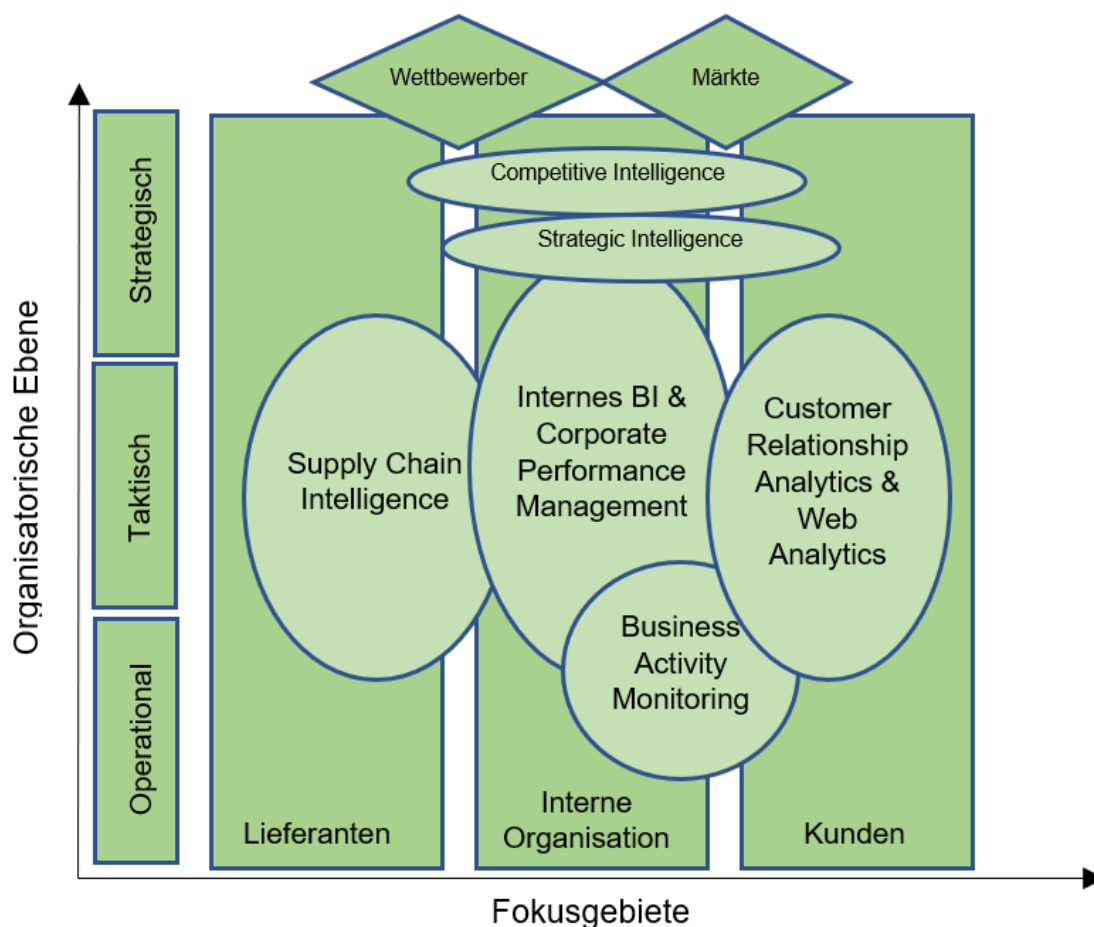 Wettbewerber
Märkte
Competitive Intelligence
Strategic Intelligence
Organisatorische Ebene
Strategisch
Taktisch
Operational
Supply Chain
Intelligence
Internes BI &
Corporate
Performance
Management
Customer
Relationship
Analytics &
Web
Analytics
Business
Activity
Monitoring
Lieferanten
Interne
Organisation
Kunden
Fokusgebiete